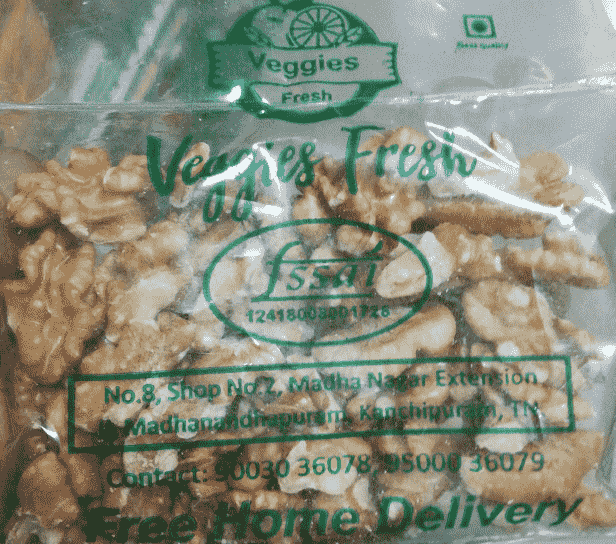 Veggies
Fresh
Best quality
Veggies Fresh
fssai
12418008001728
No.8, Shop No.2, Madha Nagar Extension
Madhanandhapuram, Kanchipuram, TN
Contact: 90030 36078, 95000 36079
Free Home Delivery